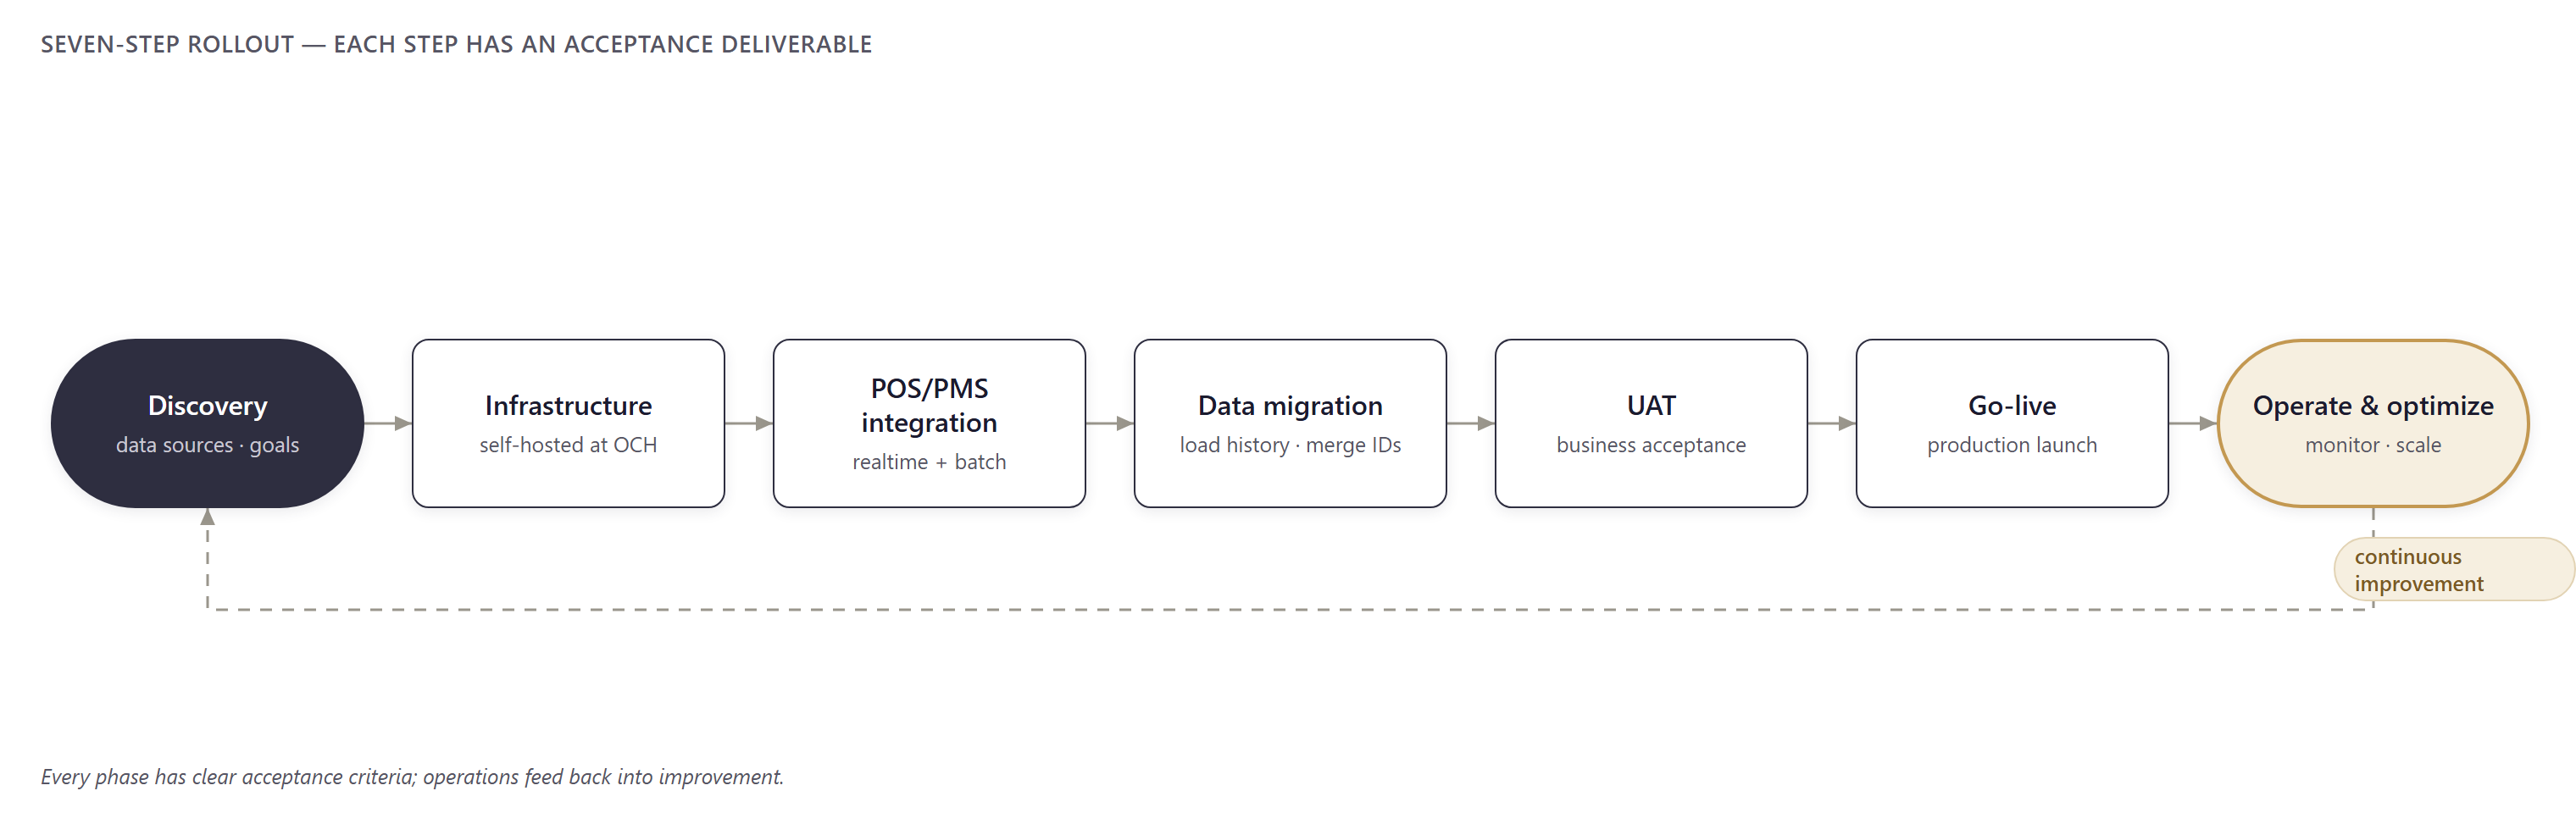 SEVEN-STEP ROLLOUT — EACH STEP HAS AN ACCEPTANCE DELIVERABLE
Discovery
data sources · goals
Infrastructure
self-hosted at OCH
POS/PMS
integration
realtime + batch
Data migration
load history · merge IDs
UAT
business acceptance
Go-live
production launch
Operate & optimize
monitor · scale
continuous
improvement
Every phase has clear acceptance criteria; operations feed back into improvement.